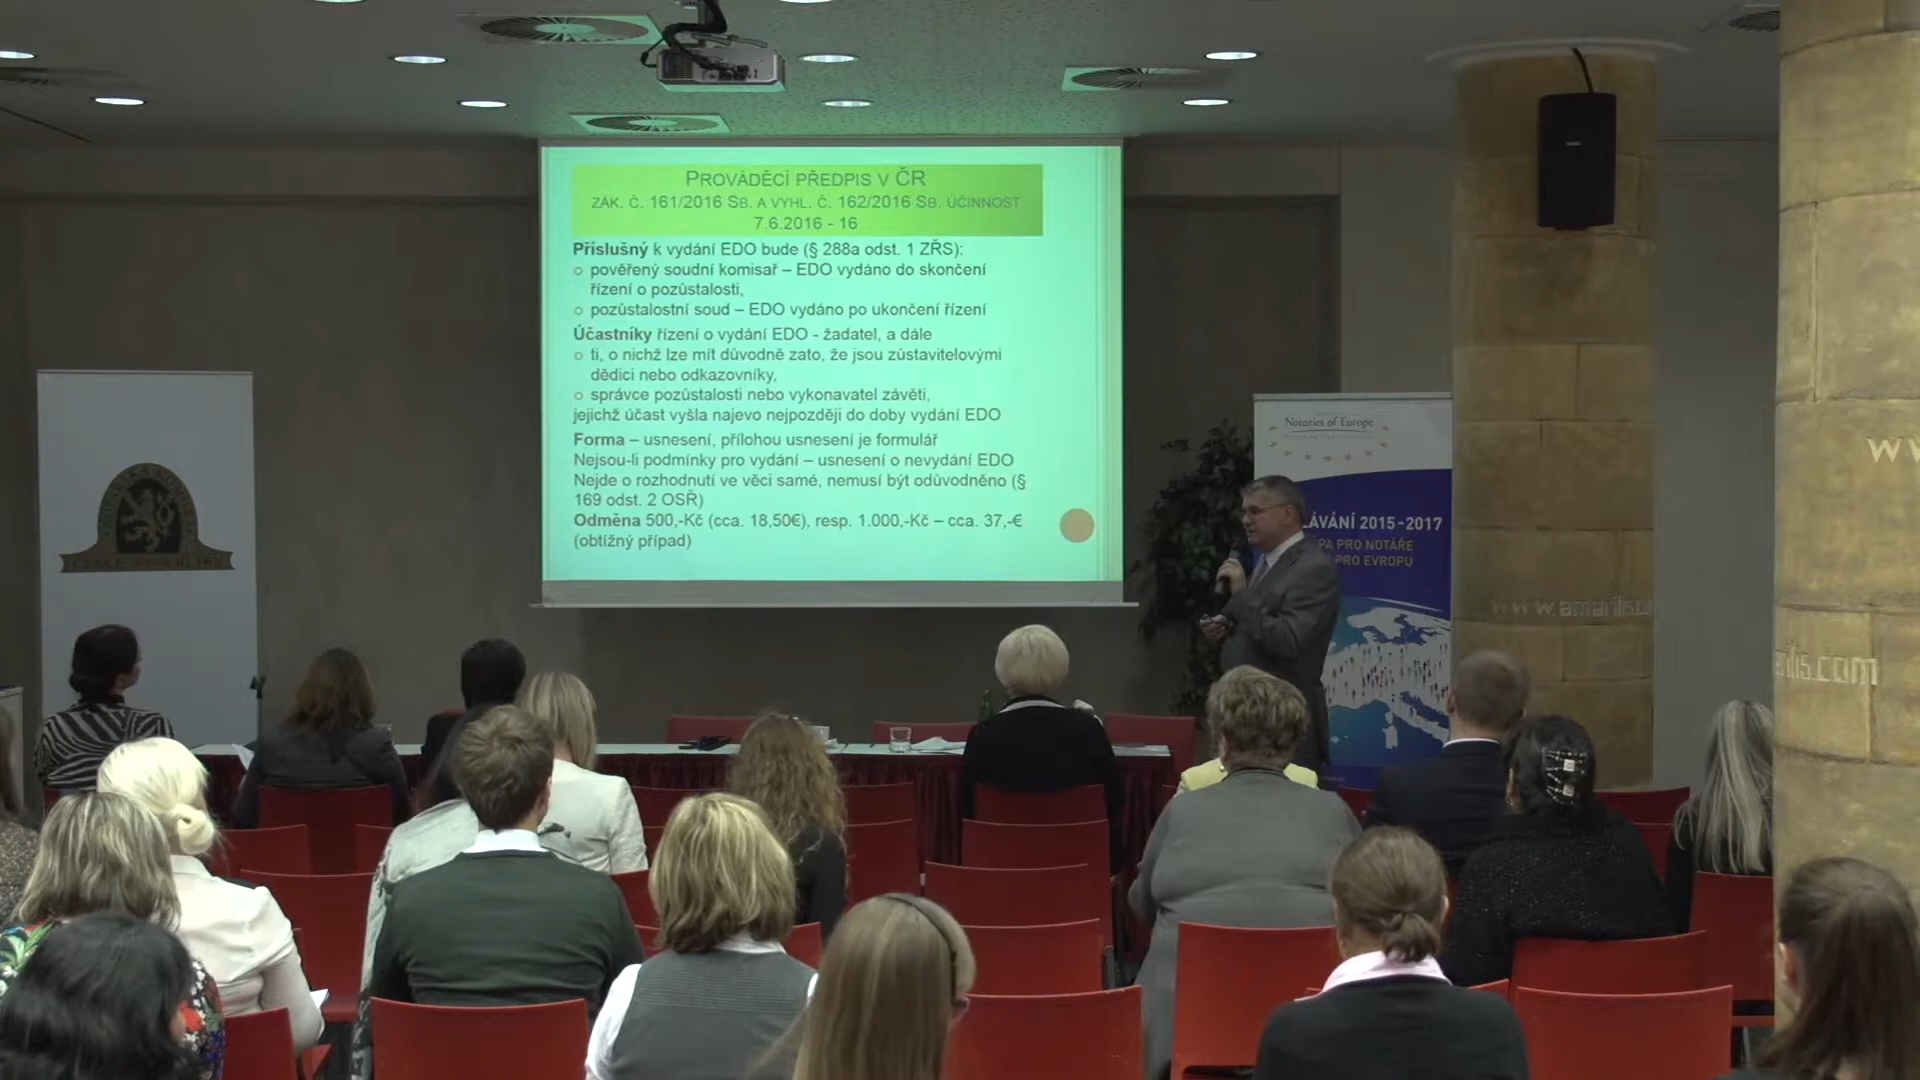 PROVÁDĚCÍ PŘEDPIS V ČR
ZÁK. Č. 161/2016 SB. A VYHL. Č. 162/2016 SB. ÚČINNOST
7.6.2016 - 16
Příslušný k vydání EDO bude (§ 288a odst. 1 ZŘS):
pověřený soudní komisař – EDO vydáno do skončení
řízení o pozůstalosti,
pozůstalostní soud – EDO vydáno po ukončení řízení
Účastníky řízení o vydání EDO - žadatel, a dále
ti, o nichž lze mít důvodně zato, že jsou zůstavitelovými
dědici nebo odkazovníky,
správce pozůstalosti nebo vykonavatel závěti,
jejichž účast vyšla najevo nejpozději do doby vydání EDO
Forma – usnesení, přílohou usnesení je formulář
Nejsou-li podmínky pro vydání – usnesení o nevydání EDO
Nejde o rozhodnutí ve věci samé, nemusí být odůvodněno (§
169 odst. 2 OSŘ)
Odměna 500,-Kč (cca. 18,50€), resp. 1.000,-Kč – cca. 37,-€
(obtížný případ)
Notaries of Europe
LÁVÁNÍ 2015-2017
PA PRO NOTÁŘE
PRO EVROPU